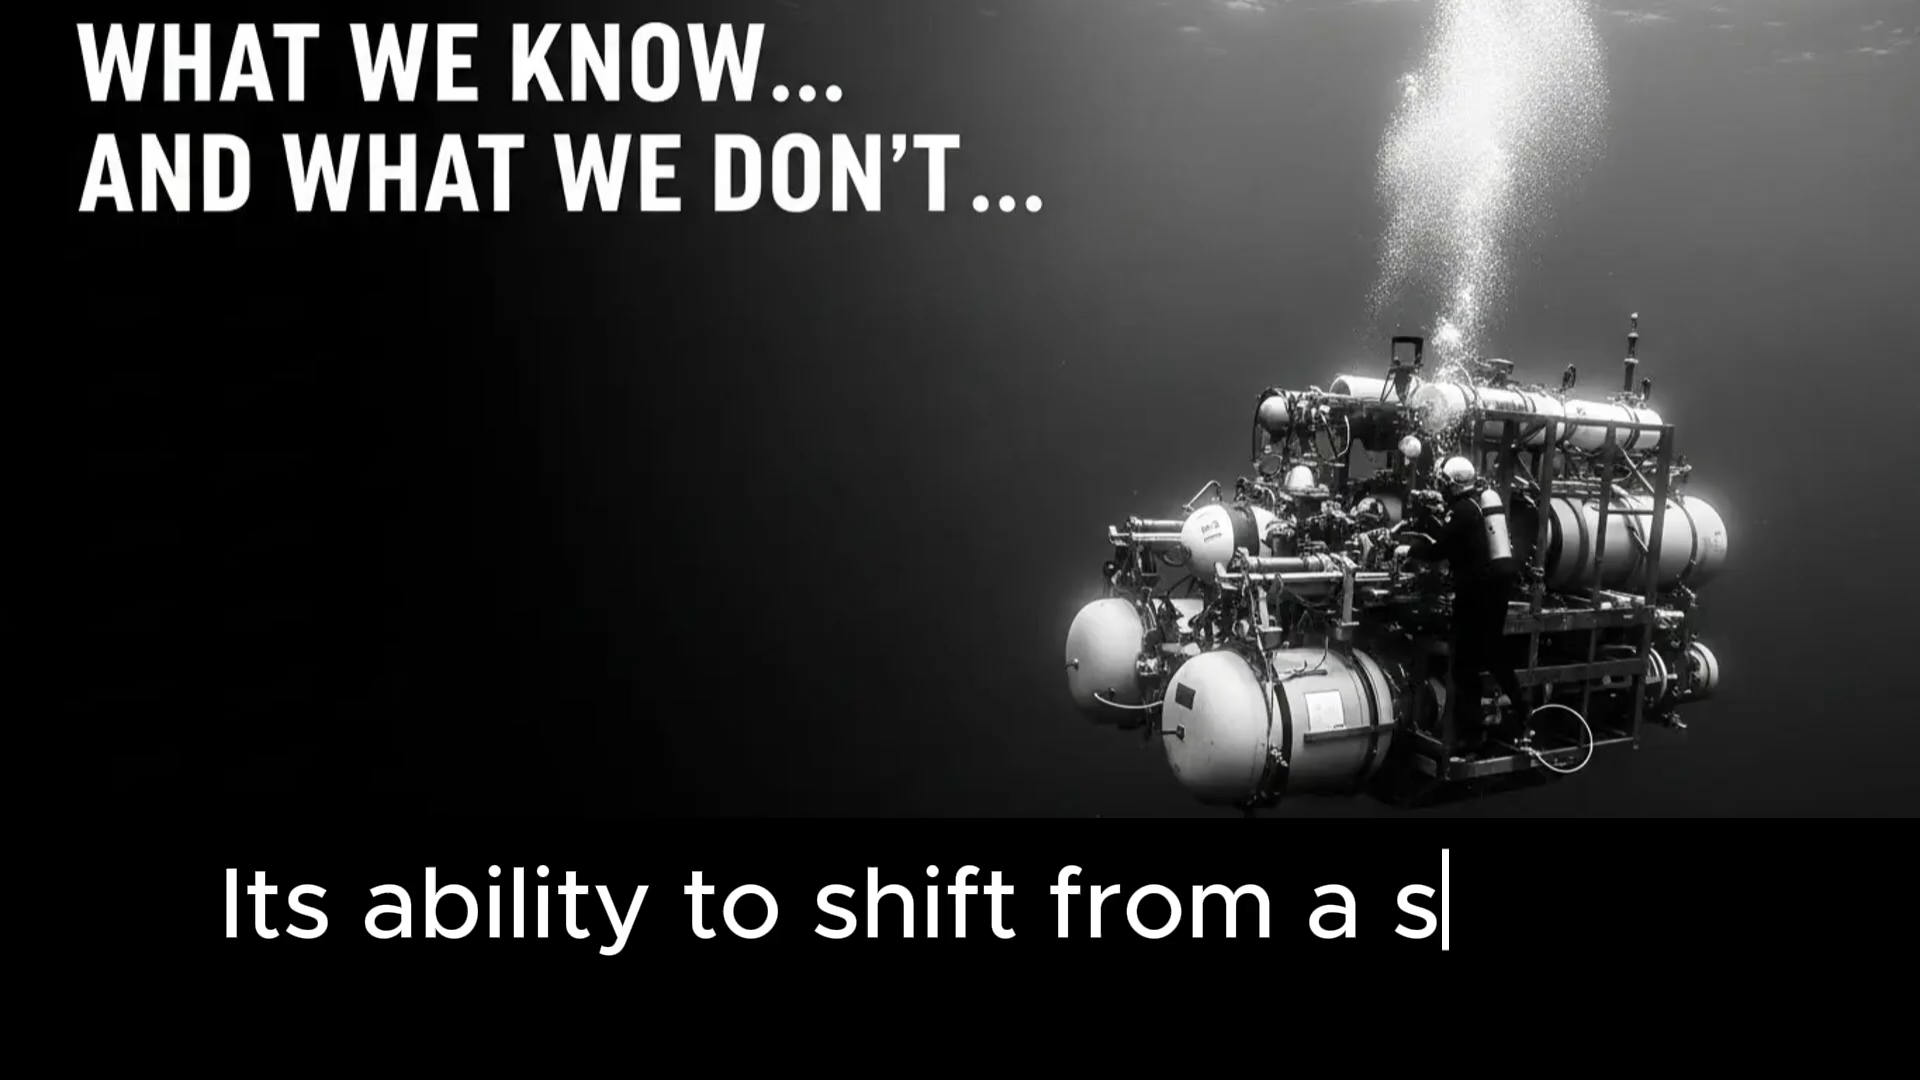 WHAT WE KNOW...
AND WHAT WE DON'T...
Its ability to shift from a s